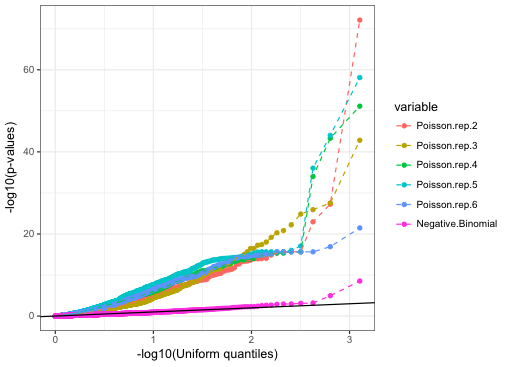 -log10(p-values)
60
40
20
0
0
1
2
3
-log10(Uniform quantiles)
variable
Poisson.rep.2
Poisson.rep.3
Poisson.rep.4
Poisson.rep.5
Poisson.rep.6
Negative.Binomial